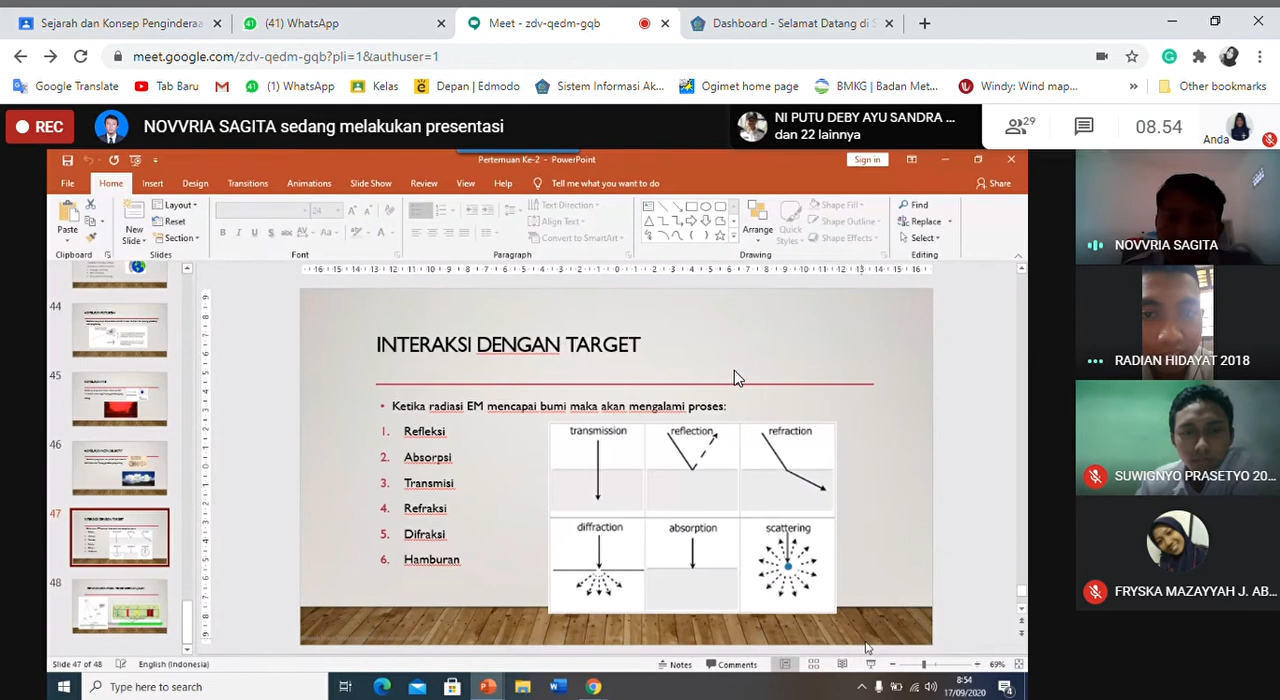 Sejarah dan Konsep Penginderaa
(41) WhatsApp
Meet - zdv-qedm-gqb
Dashboard - Selamat Datang di S
meet.google.com/zdv-qedm-gqb?pli=1&authuser=1
Google Translate
Tab Baru
(1) WhatsApp
Kelas
Depan | Edmodo
Sistem Informasi Ak...
Ogimet home page
BMKG | Badan Met...
Windy: Wind map...
Other bookmarks
REC
NOVVRIA SAGITA sedang melakukan presentasi
NI PUTU DEBY AYU SANDRA ...
dan 22 lainnya
29
08.54
Anda
Pertemuan Ke-2 - PowerPoint
Sign in
File
Home
Insert
Design
Transitions
Animations
Slide Show
Review
View
Help
Tell me what you want to do
Share
Paste
Clipboard
New
Slide
Layout
Reset
Section
Slides
24
Font
Text Direction
Align Text
Convert to SmartArt
Paragraph
Arrange
Quick
Styles
Shape Fill
Shape Outline
Shape Effects
Drawing
Find
Replace
Select
Editing
44
45
46
47
48
INTERAKSI DENGAN TARGET
• Ketika radiasi EM mencapai bumi maka akan mengalami proses:
1. Refleksi
2. Absorpsi
3. Transmisi
4. Refraksi
5. Difraksi
6. Hamburan
transmission
reflection
refraction
diffraction
absorption
scattering
NOVVRIA SAGITA
RADIAN HIDAYAT 2018
SUWIGNYO PRASETYO 20...
FRYSKA MAZAYYAH J. AB...
Slide 47 of 48
English (Indonesia)
Notes
Comments
69%
Type here to search
8:54
17/09/2020